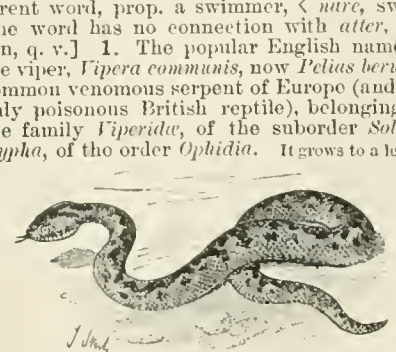 rent word, prop. a swimmer, < nare, sw
e word has no connection with atter,
n, q. v.] 1. The popular English name
e viper, Vipera communis, now Pelias beru
ommon venomous serpent of Europe (and
ly poisonous British reptile), belonging
e family Viperidæ, of the suborder Sol
ypha, of the order Ophidia. It grows to a le